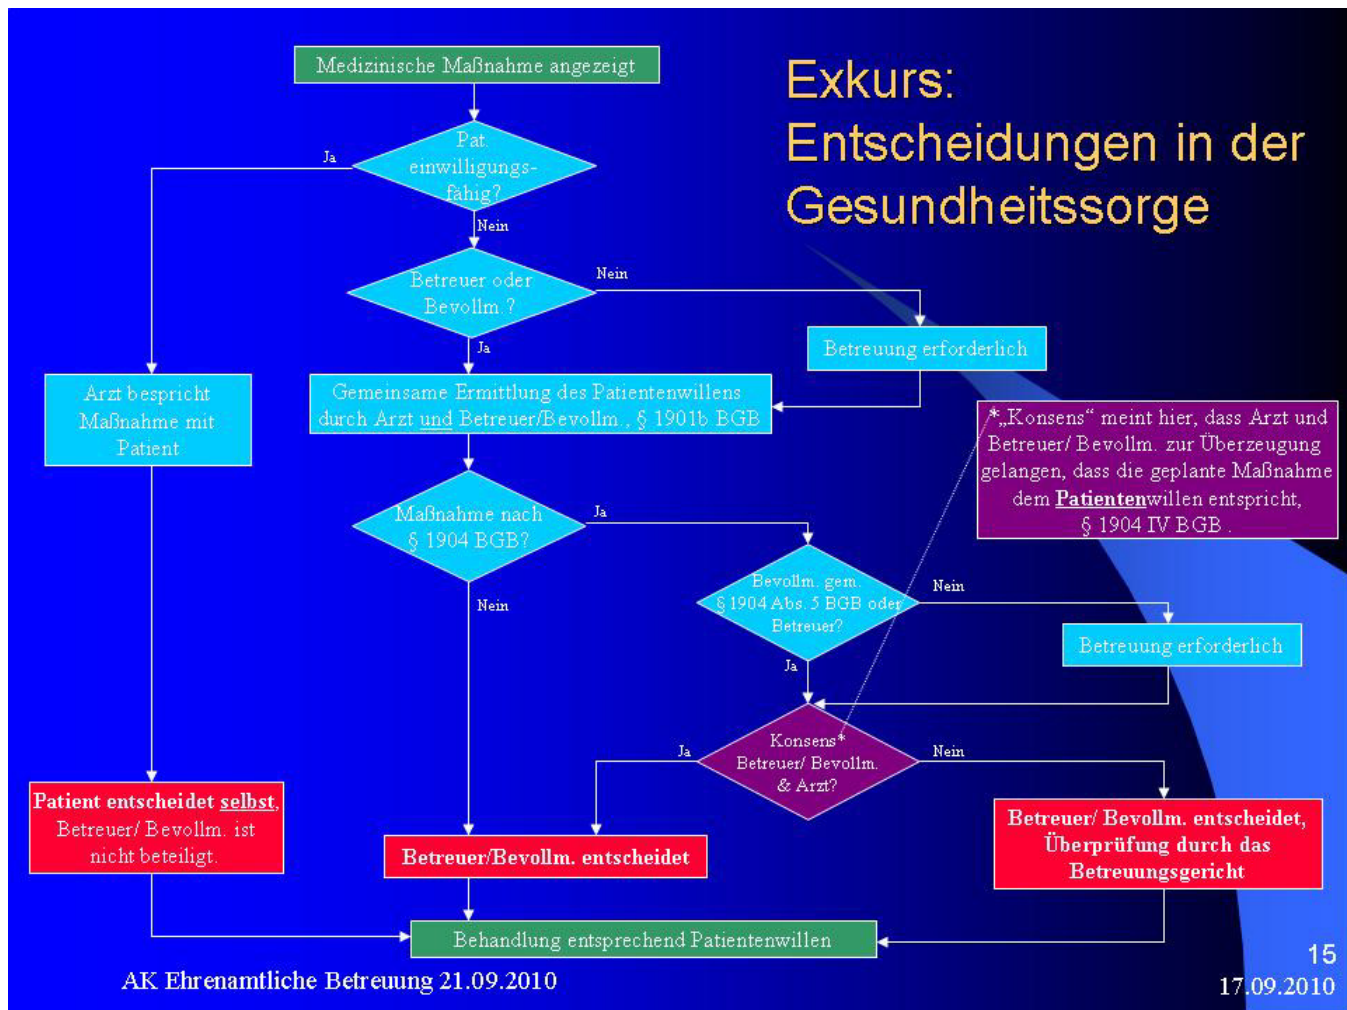 Exkurs:
Entscheidungen in der
Gesundheitssorge
Medizinische Maßnahme angezeigt
Pat.
einwilligungs-
fähig?
Ja
Nein
Betreuer oder
Bevollm.?
Nein
Ja
Betreuung erforderlich
Arzt bespricht
Maßnahme mit
Patient
Gemeinsame Ermittlung des Patientenwillens
durch Arzt und Betreuer/Bevollm., § 1901b BGB
*„Konsens“ meint hier, dass Arzt und
Betreuer/ Bevollm. zur Überzeugung
gelangen, dass die geplante Maßnahme
dem Patientenwillen entspricht,
§ 1904 IV BGB .
Maßnahme nach
§ 1904 BGB?
Ja
Nein
Bevollm. gem.
§ 1904 Abs. 5 BGB oder
Betreuer?
Nein
Ja
Betreuung erforderlich
Konsens*
Betreuer/ Bevollm.
& Arzt?
Ja
Nein
Patient entscheidet selbst,
Betreuer/ Bevollm. ist
nicht beteiligt.
Betreuer/Bevollm. entscheidet
Betreuer/ Bevollm. entscheidet,
Überprüfung durch das
Betreuungsgericht
Behandlung entsprechend Patientenwillen
AK Ehrenamtliche Betreuung 21.09.2010
15
17.09.2010